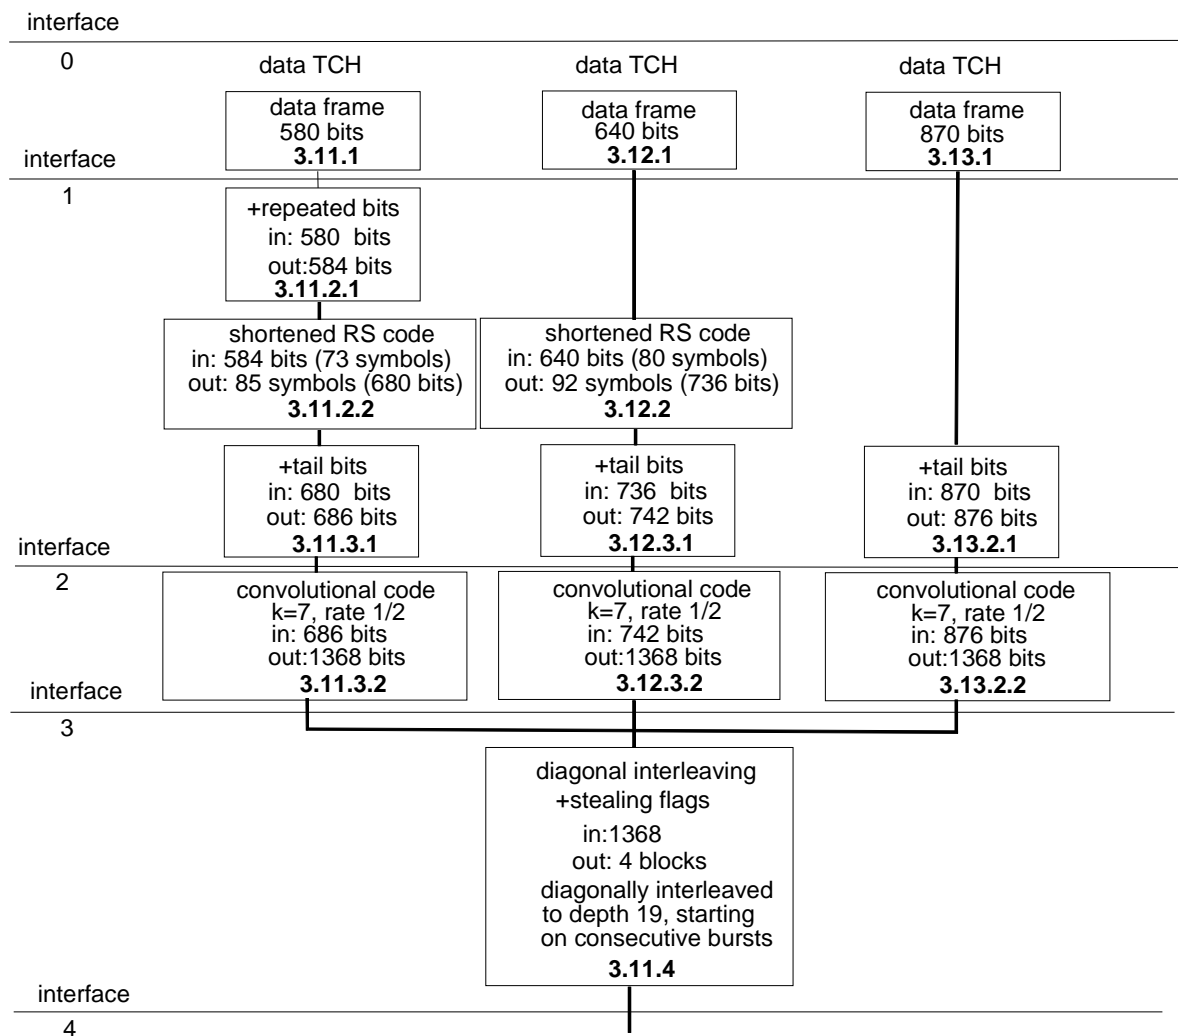 interface
0
data TCH
data TCH
data TCH
data frame
580 bits
3.11.1
data frame
640 bits
3.12.1
data frame
870 bits
3.13.1
interface
1
+repeated bits
in: 580 bits
out:584 bits
3.11.2.1
shortened RS code
in: 584 bits (73 symbols)
out: 85 symbols (680 bits)
3.11.2.2
shortened RS code
in: 640 bits (80 symbols)
out: 92 symbols (736 bits)
3.12.2
+tail bits
in: 680 bits
out: 686 bits
3.11.3.1
+tail bits
in: 736 bits
out: 742 bits
3.12.3.1
+tail bits
in: 870 bits
out: 876 bits
3.13.2.1
interface
2
convolutional code
k=7, rate 1/2
in: 686 bits
out:1368 bits
3.11.3.2
convolutional code
k=7, rate 1/2
in: 742 bits
out:1368 bits
3.12.3.2
convolutional code
k=7, rate 1/2
in: 876 bits
out:1368 bits
3.13.2.2
interface
3
diagonal interleaving
+stealing flags
in:1368
out: 4 blocks
diagonally interleaved
to depth 19, starting
on consecutive bursts
3.11.4
interface
4